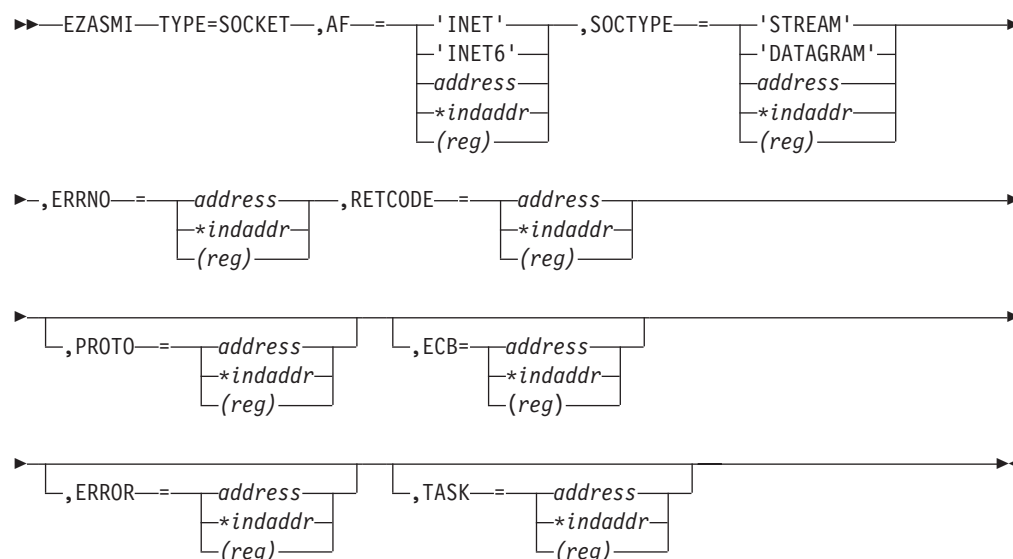 EZASMI TYPE=SOCKET ,AF = 'INET' ,SOCTYPE = 'STREAM'
'INET6' 'DATAGRAM'
address address
*indaddr *indaddr
(reg) (reg)
,ERRNO = address ,RETCODE = address
*indaddr *indaddr
(reg) (reg)
,PROTO = address ,ECB= address
*indaddr *indaddr
(reg) (reg)
,ERROR = address ,TASK = address
*indaddr *indaddr
(reg) (reg)